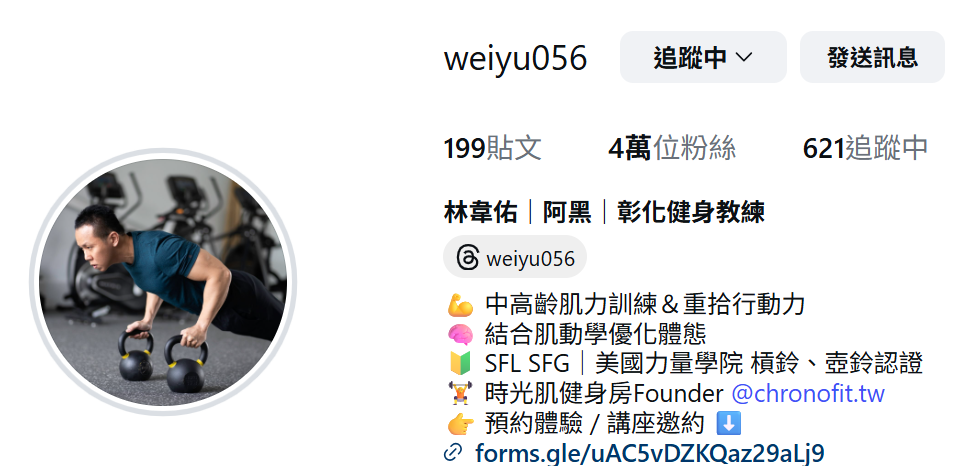 weiyu056 追蹤中 發送訊息
199貼文 4萬位粉絲 621追蹤中
林韋佑｜阿黑｜彰化健身教練
weiyu056
💪 中高齡肌力訓練＆重拾行動力
🧠 結合肌動學優化體態
🔰 SFL SFG｜美國力量學院 槓鈴、壺鈴認證
🏋️ 時光肌健身房Founder @chronofit.tw
👉 預約體驗 / 講座邀約 ⬇️
forms.gle/uAC5vDZKQaz29aLj9